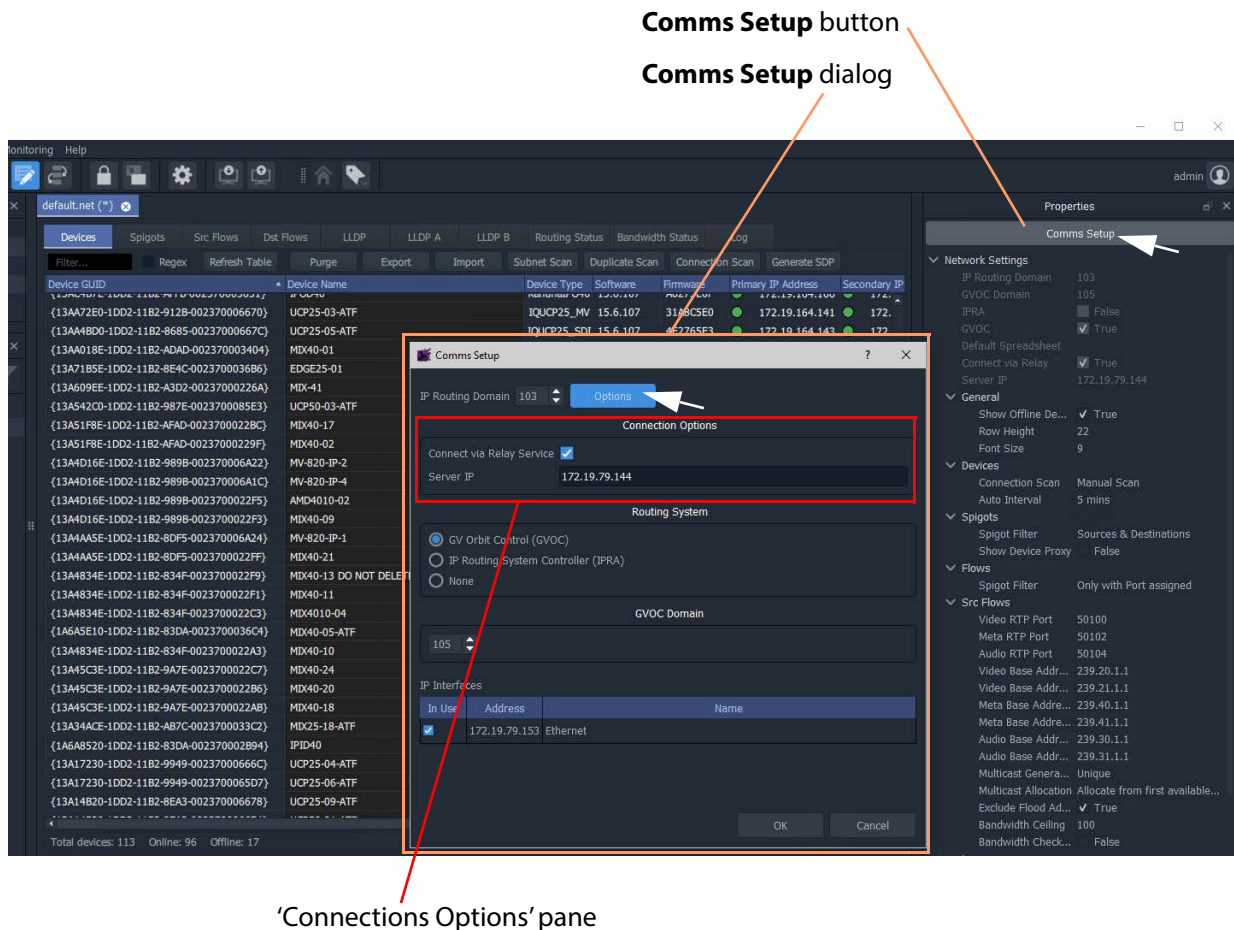 Comms Setup button
Comms Setup dialog
Monitoring Help
admin
default.net (*)
Properties
Comms Setup
Devices Spigots Src Flows Dst Flows LLDP LLDP A LLDP B Routing Status Bandwidth Status Log
Filter... Regex Refresh Table Purge Export Import Subnet Scan Duplicate Scan Connection Scan Generate SDP
Device GUID Device Name Device Type Software Firmware Primary IP Address Secondary IP
{13AA72E0-1DD2-11B2-912B-002370006670} UCP25-03-ATF IQUCP25_MV 15.6.107 31A8C5E0 172.19.164.141 172.
{13AA4BD0-1DD2-11B2-8685-00237000667C} UCP25-05-ATF IQUCP25_SDI 15.6.107 4F2765E3 172.19.164.143 172
{13AA018E-1DD2-11B2-ADAD-002370003404} MIX40-01
{13A71B5E-1DD2-11B2-8E4C-0023700036B6} EDGE25-01
{13A609EE-1DD2-11B2-A3D2-00237000226A} MIX-41
{13A542C0-1DD2-11B2-987E-0023700085E3} UCP50-03-ATF
{13A51F8E-1DD2-11B2-AFAD-0023700022BC} MIX40-17
{13A51F8E-1DD2-11B2-AFAD-00237000229F} MIX40-02
{13A4D16E-1DD2-11B2-989B-002370006A22} MV-820-IP-2
{13A4D16E-1DD2-11B2-989B-002370006A1C} MV-820-IP-4
{13A4D16E-1DD2-11B2-989B-0023700022F5} AMD4010-02
{13A4D16E-1DD2-11B2-989B-0023700022F3} MIX40-09
{13A4AA5E-1DD2-11B2-8DF5-002370006A24} MV-820-IP-1
{13A4AA5E-1DD2-11B2-8DF5-0023700022FF} MIX40-21
{13A4834E-1DD2-11B2-834F-0023700022F9} MIX40-13 DO NOT DELET
{13A4834E-1DD2-11B2-834F-0023700022F1} MIX40-11
{13A4834E-1DD2-11B2-834F-0023700022C3} MIX4010-04
{1A6A5E10-1DD2-11B2-83DA-0023700036C4} MIX40-05-ATF
{13A4834E-1DD2-11B2-834F-0023700022A3} MIX40-10
{13A45C3E-1DD2-11B2-9A7E-0023700022C7} MIX40-24
{13A45C3E-1DD2-11B2-9A7E-0023700022B6} MIX40-20
{13A45C3E-1DD2-11B2-9A7E-0023700022AB} MIX40-18
{13A34ACE-1DD2-11B2-AB7C-0023700033C2} MIX25-18-ATF
{1A6A8520-1DD2-11B2-83DA-002370002B94} IPID40
{13A17230-1DD2-11B2-9949-00237000666C} UCP25-04-ATF
{13A17230-1DD2-11B2-9949-0023700065D7} UCP25-06-ATF
{13A14B20-1DD2-11B2-8EA3-002370006678} UCP25-09-ATF
Total devices: 113 Online: 96 Offline: 17
Comms Setup ?
IP Routing Domain 103 Options
Connection Options
Connect via Relay Service
Server IP 172.19.79.144
Routing System
GV Orbit Control (GVOC)
IP Routing System Controller (IPRA)
None
GVOC Domain
105
IP Interfaces
In Use Address Name
172.19.79.153 Ethernet
OK Cancel
Network Settings
IP Routing Domain 103
GVOC Domain 105
IPRA False
GVOC True
Default Spreadsheet
Connect via Relay True
Server IP 172.19.79.144
General
Show Offline De... True
Row Height 22
Font Size 9
Devices
Connection Scan Manual Scan
Auto Interval 5 mins
Spigots
Spigot Filter Sources & Destinations
Show Device Proxy False
Flows
Spigot Filter Only with Port assigned
Src Flows
Video RTP Port 50100
Meta RTP Port 50102
Audio RTP Port 50104
Video Base Addr... 239.20.1.1
Video Base Addr... 239.21.1.1
Meta Base Addre... 239.40.1.1
Meta Base Addre... 239.41.1.1
Audio Base Addr... 239.30.1.1
Audio Base Addr... 239.31.1.1
Multicast Genera... Unique
Multicast Allocation Allocate from first available...
Exclude Flood Ad... True
Bandwidth Ceiling 100
Bandwidth Check... False
‘Connections Options’ pane